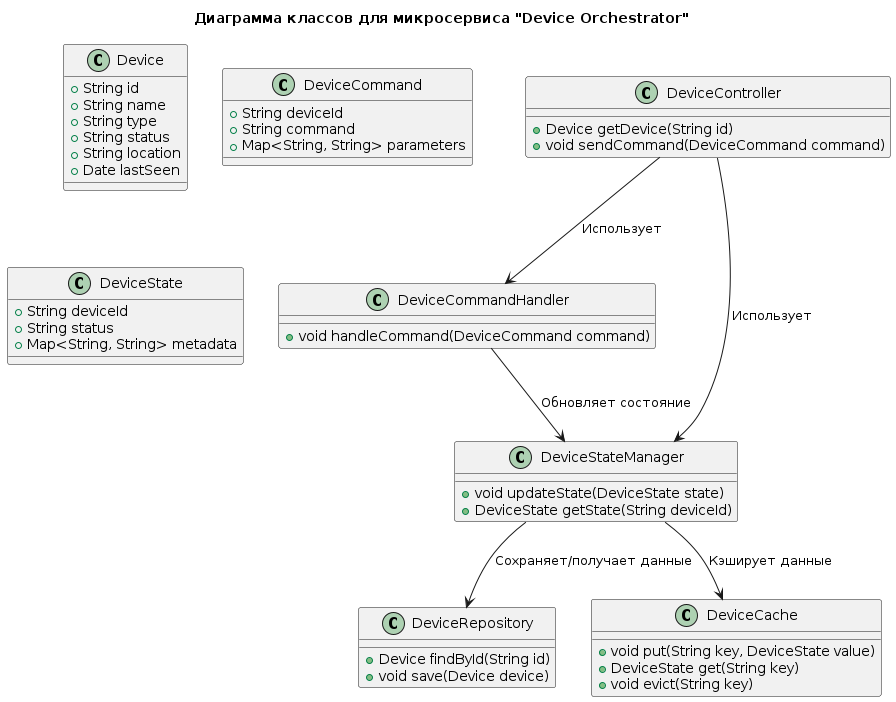 Диаграмма классов для микросервиса "Device Orchestrator"
C Device
String id
String name
String type
String status
String location
Date lastSeen
C DeviceCommand
String deviceId
String command
Map<String, String> parameters
C DeviceController
Device getDevice(String id)
void sendCommand(DeviceCommand command)
Использует
Использует
C DeviceState
String deviceId
String status
Map<String, String> metadata
C DeviceCommandHandler
void handleCommand(DeviceCommand command)
Обновляет состояние
C DeviceStateManager
void updateState(DeviceState state)
DeviceState getState(String deviceId)
Сохраняет/получает данные
Кэширует данные
C DeviceRepository
Device findById(String id)
void save(Device device)
C DeviceCache
void put(String key, DeviceState value)
DeviceState get(String key)
void evict(String key)